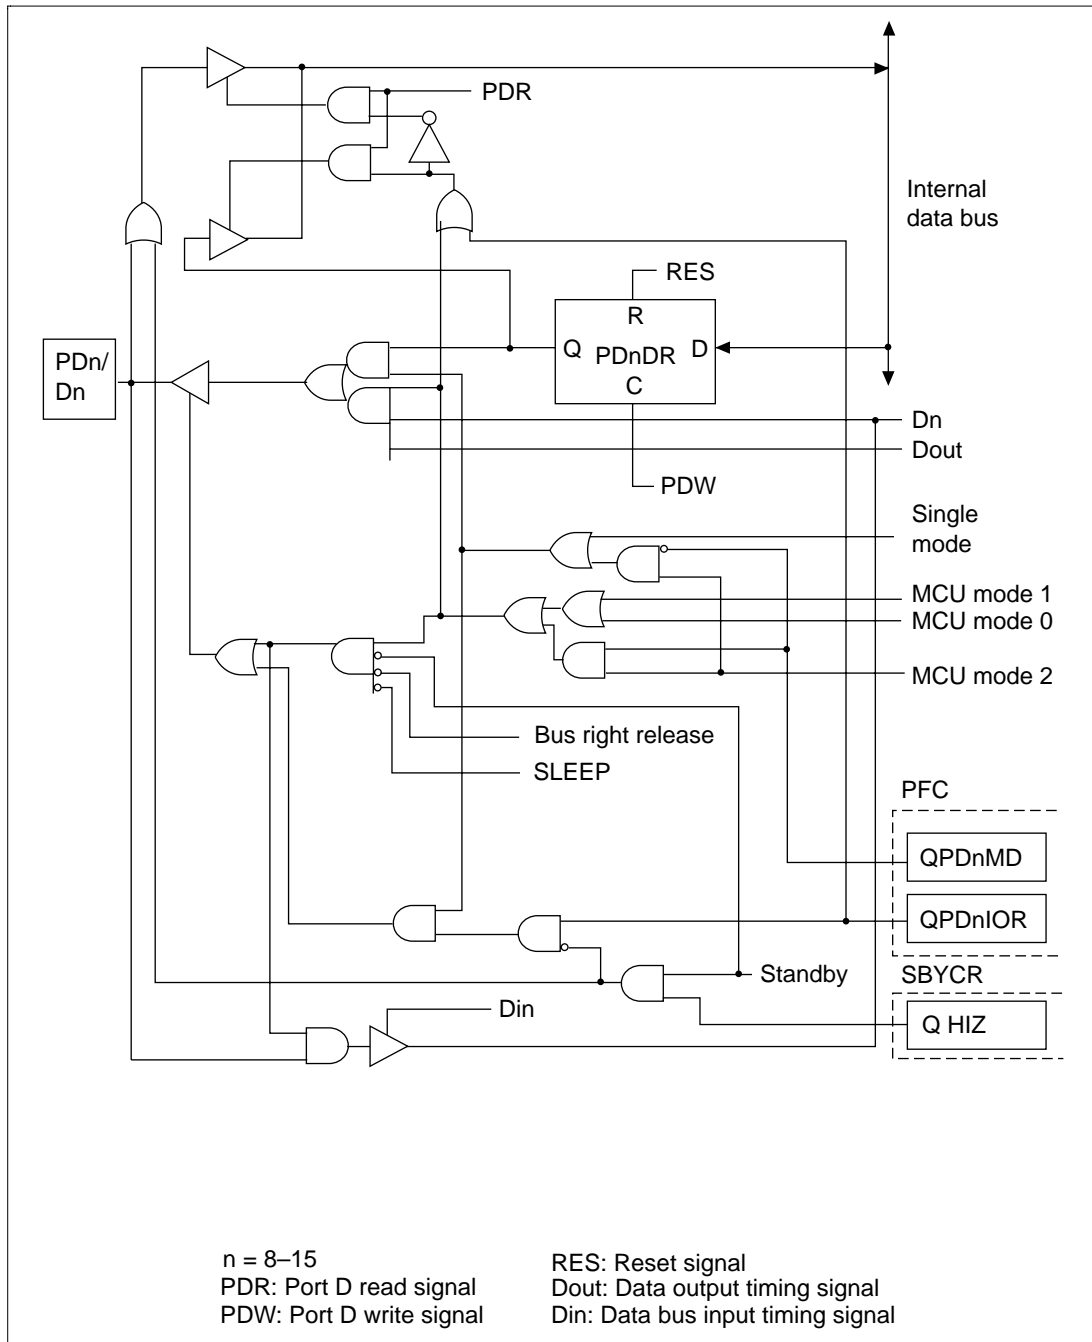 PDR
Internal
data bus
RES
R
Q
PDnDR
D
C
PDn/
Dn
Dn
Dout
PDW
Single
mode
MCU mode 1
MCU mode 0
MCU mode 2
Bus right release
SLEEP
PFC
QPDnMD
QPDnIOR
Standby
SBYCR
Q HIZ
Din
n = 8–15
PDR: Port D read signal
PDW: Port D write signal
RES: Reset signal
Dout: Data output timing signal
Din: Data bus input timing signal